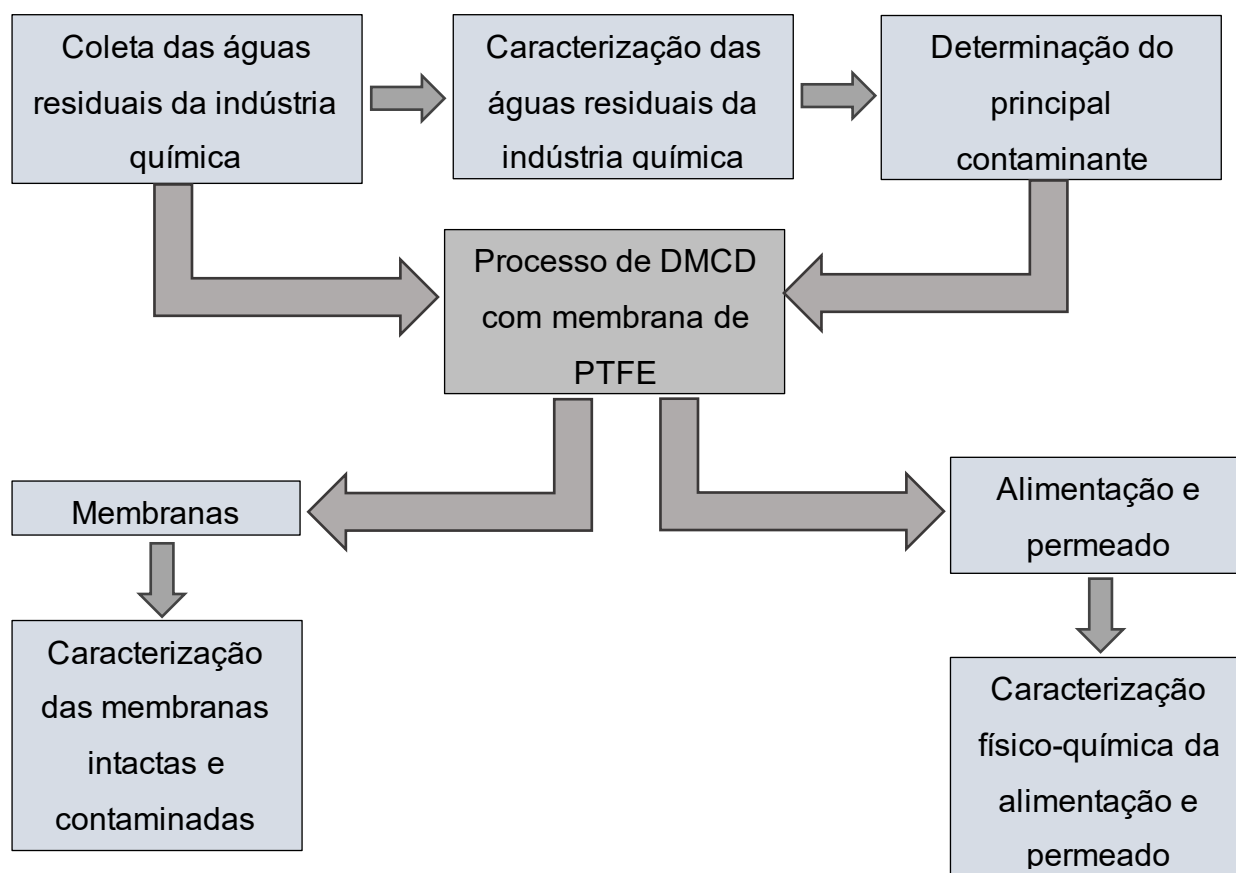 Coleta das águas
residuais da indústria
química
Caracterização das
águas residuais da
indústria química
Determinação do
principal
contaminante
Processo de DMCD
com membrana de
PTFE
Membranas
Alimentação e
permeado
Caracterização
das membranas
intactas e
contaminadas
Caracterização
físico-química da
alimentação e
permeado